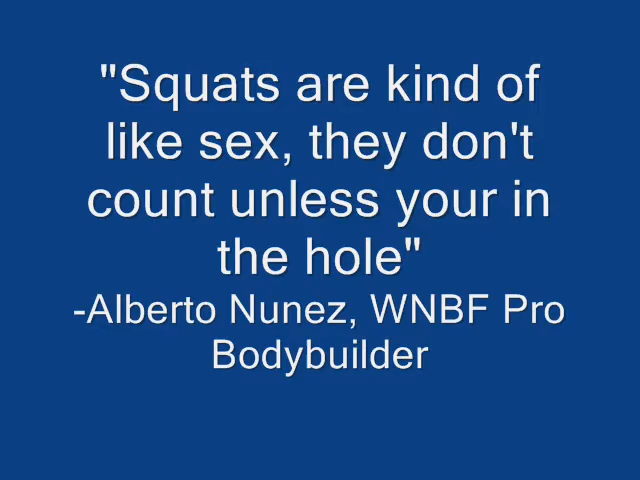 "Squats are kind of
like sex, they don't
count unless your in
the hole"
-Alberto Nunez, WNBF Pro
Bodybuilder